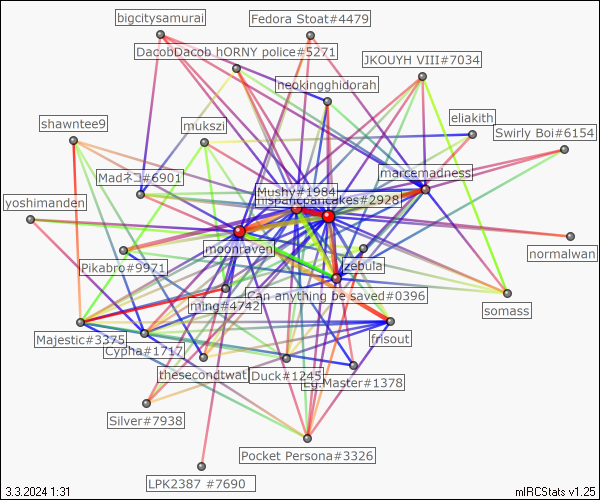 bigcitysamurai
Fedora Stoat#4479
DacobDacob hORNY police#5271
JKOUYH VIII#7034
neokingghidorah
shawntee9
mukszi
eliakith
Swirly Boi#6154
Madネコ#6901
marcemadness
Mushy#1984
mspancpancakes#2928
yoshimanden
moonraven
normalwan
Pikabro#9971
zebula
Can anything be saved#0396
ming#4742
somass
Majestic#3375
Cypha#1717
frisout
thesecondtwat
Duck#1245
Lg.Master#1378
Silver#7938
Pocket Persona#3326
LPK2387 #7690
3.3.2024 1:31
mIRCStats v1.25